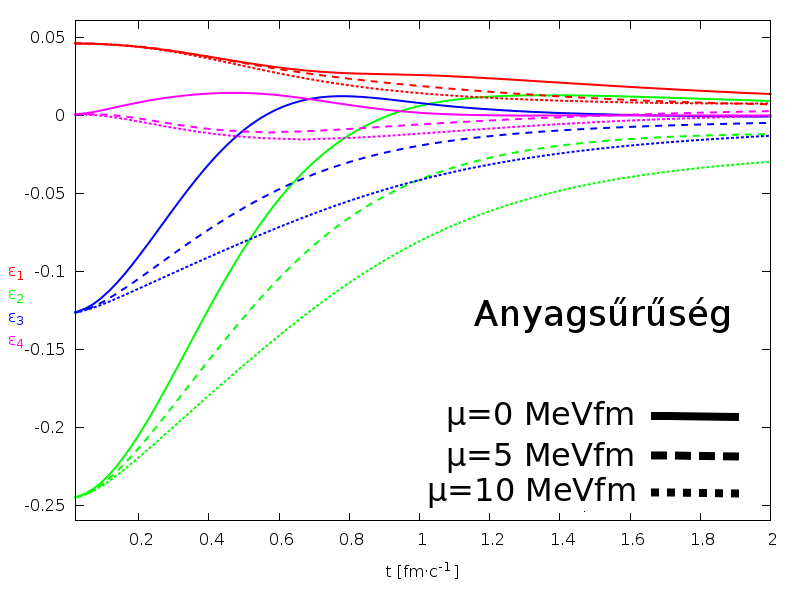 0.05
0
-0.05
-0.1
-0.15
-0.2
-0.25
ε1
ε2
ε3
ε4
Anyagsűrűség
μ=0 MeVfm
μ=5 MeVfm
μ=10 MeVfm
0.2 0.4 0.6 0.8 1 1.2 1.4 1.6 1.8 2
t [fm·c-1]